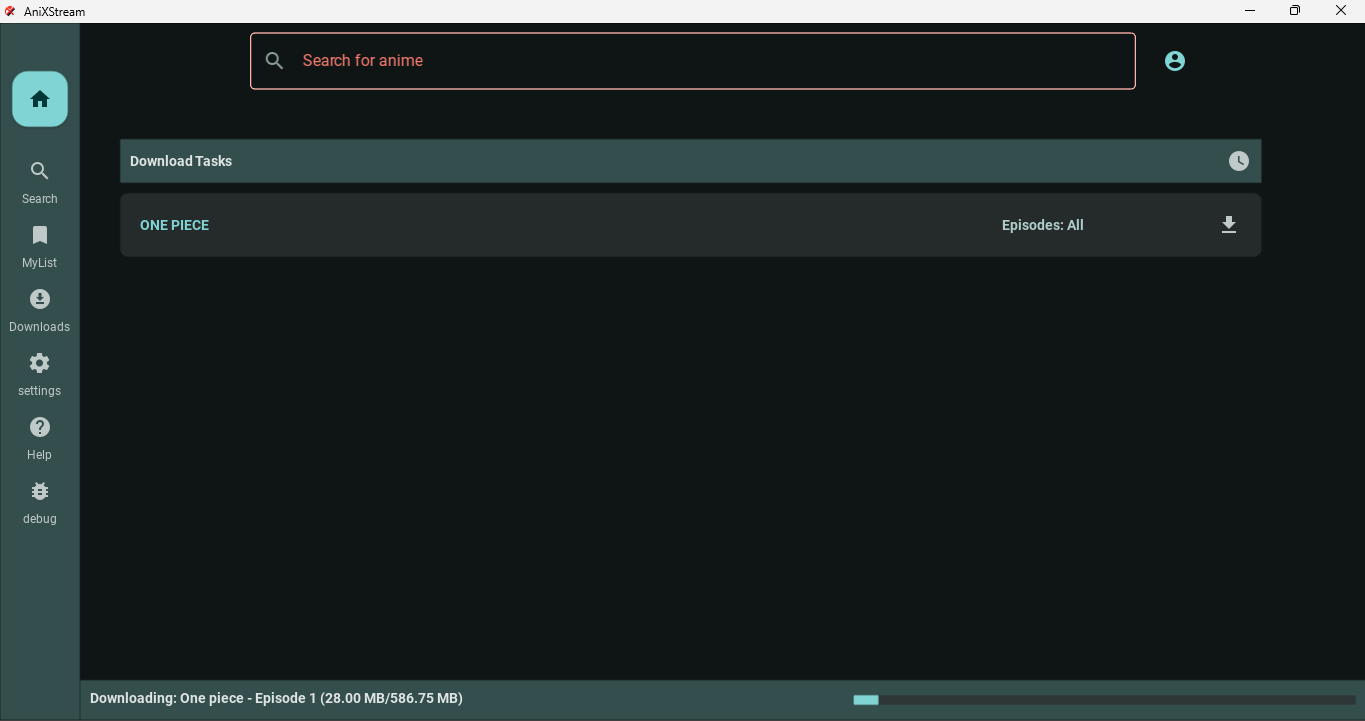 AniXStream
Search for anime
Download Tasks
ONE PIECE
Episodes: All
Search
MyList
Downloads
settings
Help
debug
Downloading: One piece - Episode 1 (28.00 MB/586.75 MB)